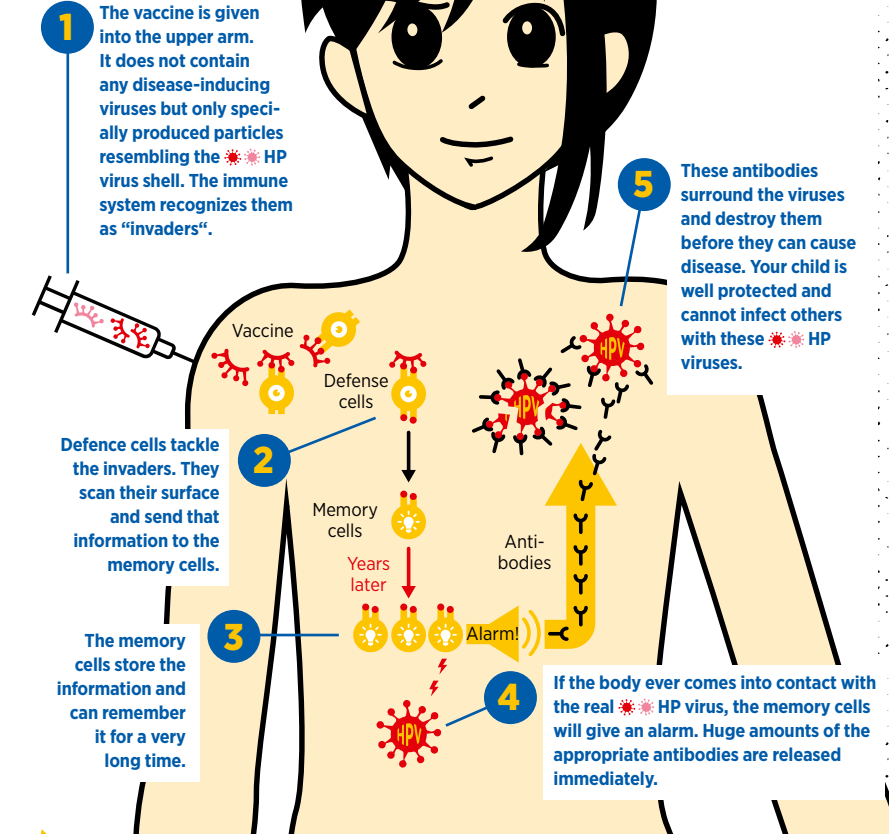 1
The vaccine is given
into the upper arm.
It does not contain
any disease-inducing
viruses but only speci-
ally produced particles
resembling the HP
virus shell. The immune
system recognizes them
as “invaders“.
Vaccine
Defense
cells
2
Defence cells tackle
the invaders. They
scan their surface
and send that
information to the
memory cells.
Memory
cells
Years
later
3
The memory
cells store the
information and
can remember
it for a very
long time.
Alarm!
HPV
4
If the body ever comes into contact with
the real HP virus, the memory cells
will give an alarm. Huge amounts of the
appropriate antibodies are released
immediately.
Anti-
bodies
HPV
HPV
5
These antibodies
surround the viruses
and destroy them
before they can cause
disease. Your child is
well protected and
cannot infect others
with these HP
viruses.